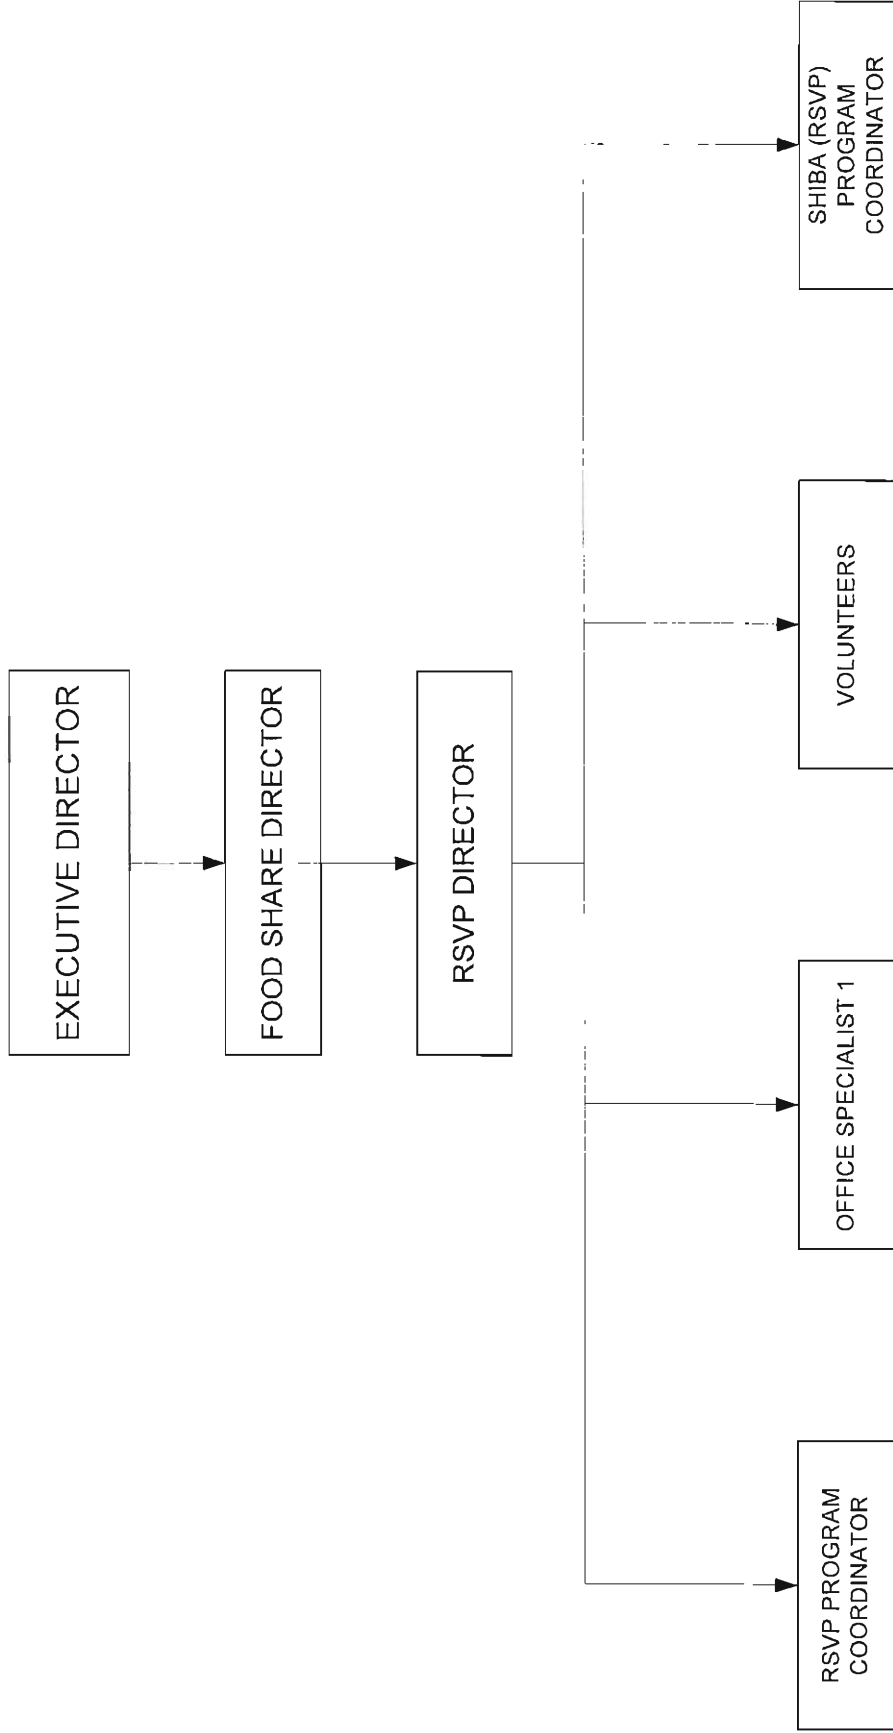 EXECUTIVE DIRECTOR
FOOD SHARE DIRECTOR
RSVP DIRECTOR
RSVP PROGRAM
COORDINATOR
OFFICE SPECIALIST 1
VOLUNTEERS
SHIBA (RSVP)
PROGRAM
COORDINATOR